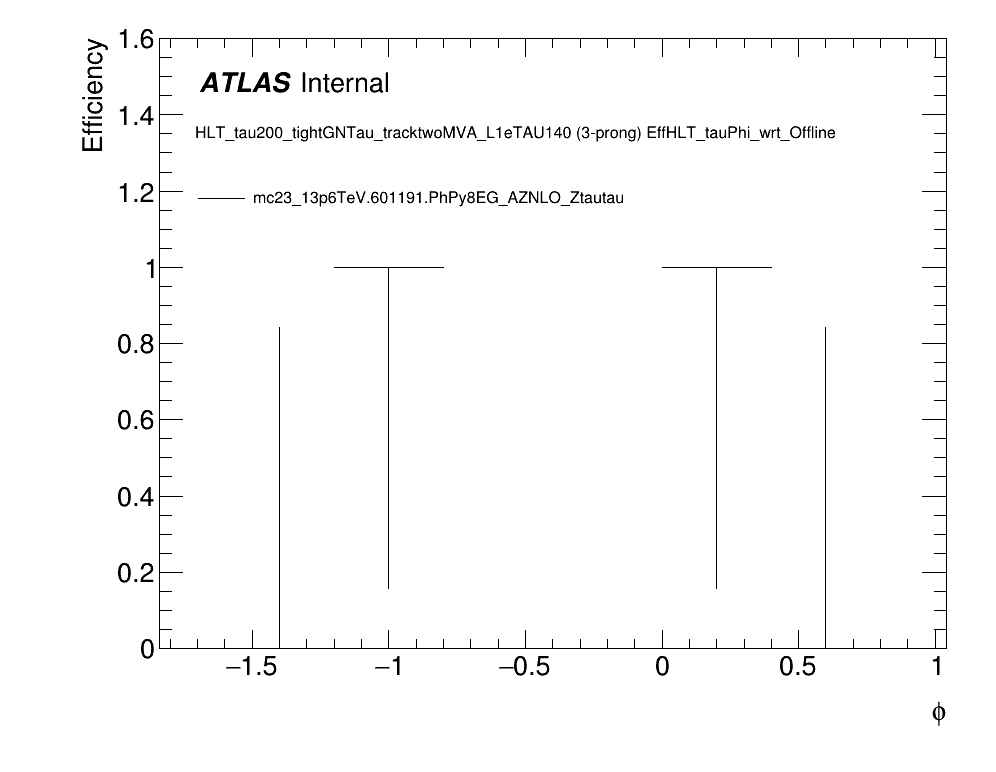 Efficiency
1.6
1.4
1.2
1
0.8
0.6
0.4
0.2
0
ATLAS Internal
HLT_tau200_tightGNTau_tracktwoMVA_L1eTAU140 (3-prong) EffHLT_tauPhi_wrt_Offline
mc23_13p6TeV.601191.PhPy8EG_AZNLO_Ztautau
−1.5 −1 −0.5 0 0.5 1
ϕ